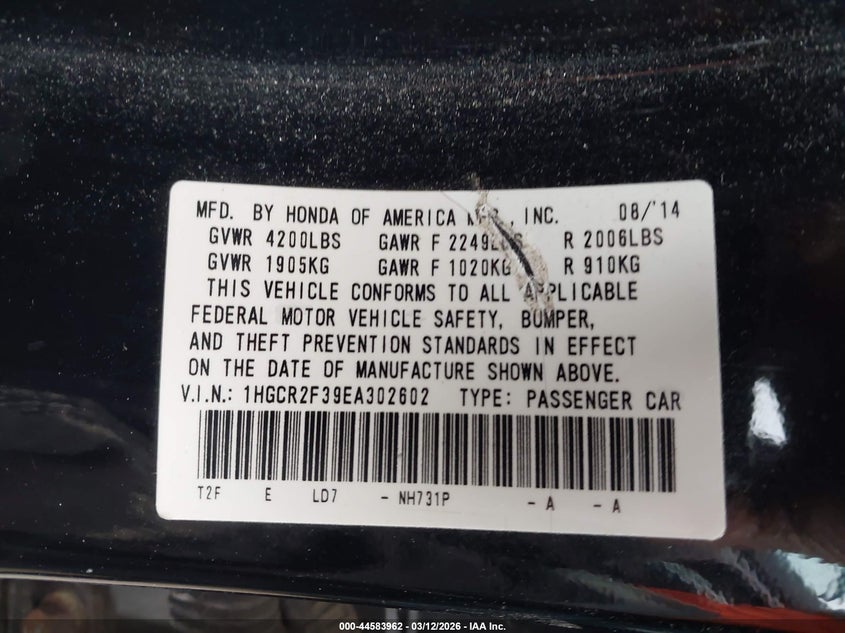 MFD. BY HONDA OF AMERICA , INC. 08/'14
GVWR 4200LBS GAWR F 2249LBS R 2006LBS
GVWR 1905KG GAWR F 1020KG R 910KG
THIS VEHICLE CONFORMS TO ALL APPLICABLE
FEDERAL MOTOR VEHICLE SAFETY, BUMPER,
AND THEFT PREVENTION STANDARDS IN EFFECT
ON THE DATE OF MANUFACTURE SHOWN ABOVE.
V.I.N.: 1HGCR2F39EA302602 TYPE: PASSENGER CAR
T2F E LD7 - NH731P - A - A
000-44583962 - 03/12/2026 - IAA Inc.